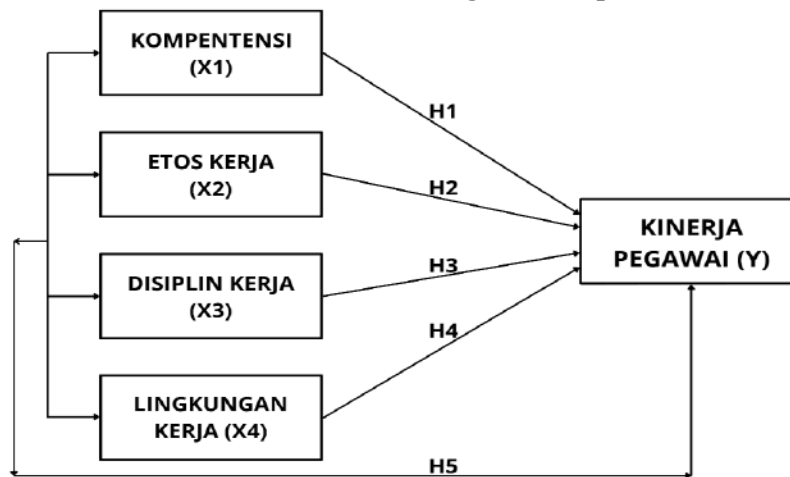 KOMPENTENSI
(X1)
H1
ETOS KERJA
(X2)
H2
KINERJA
PEGAWAI (Y)
DISIPLIN KERJA
(X3)
H3
H4
LINGKUNGAN
KERJA (X4)
H5